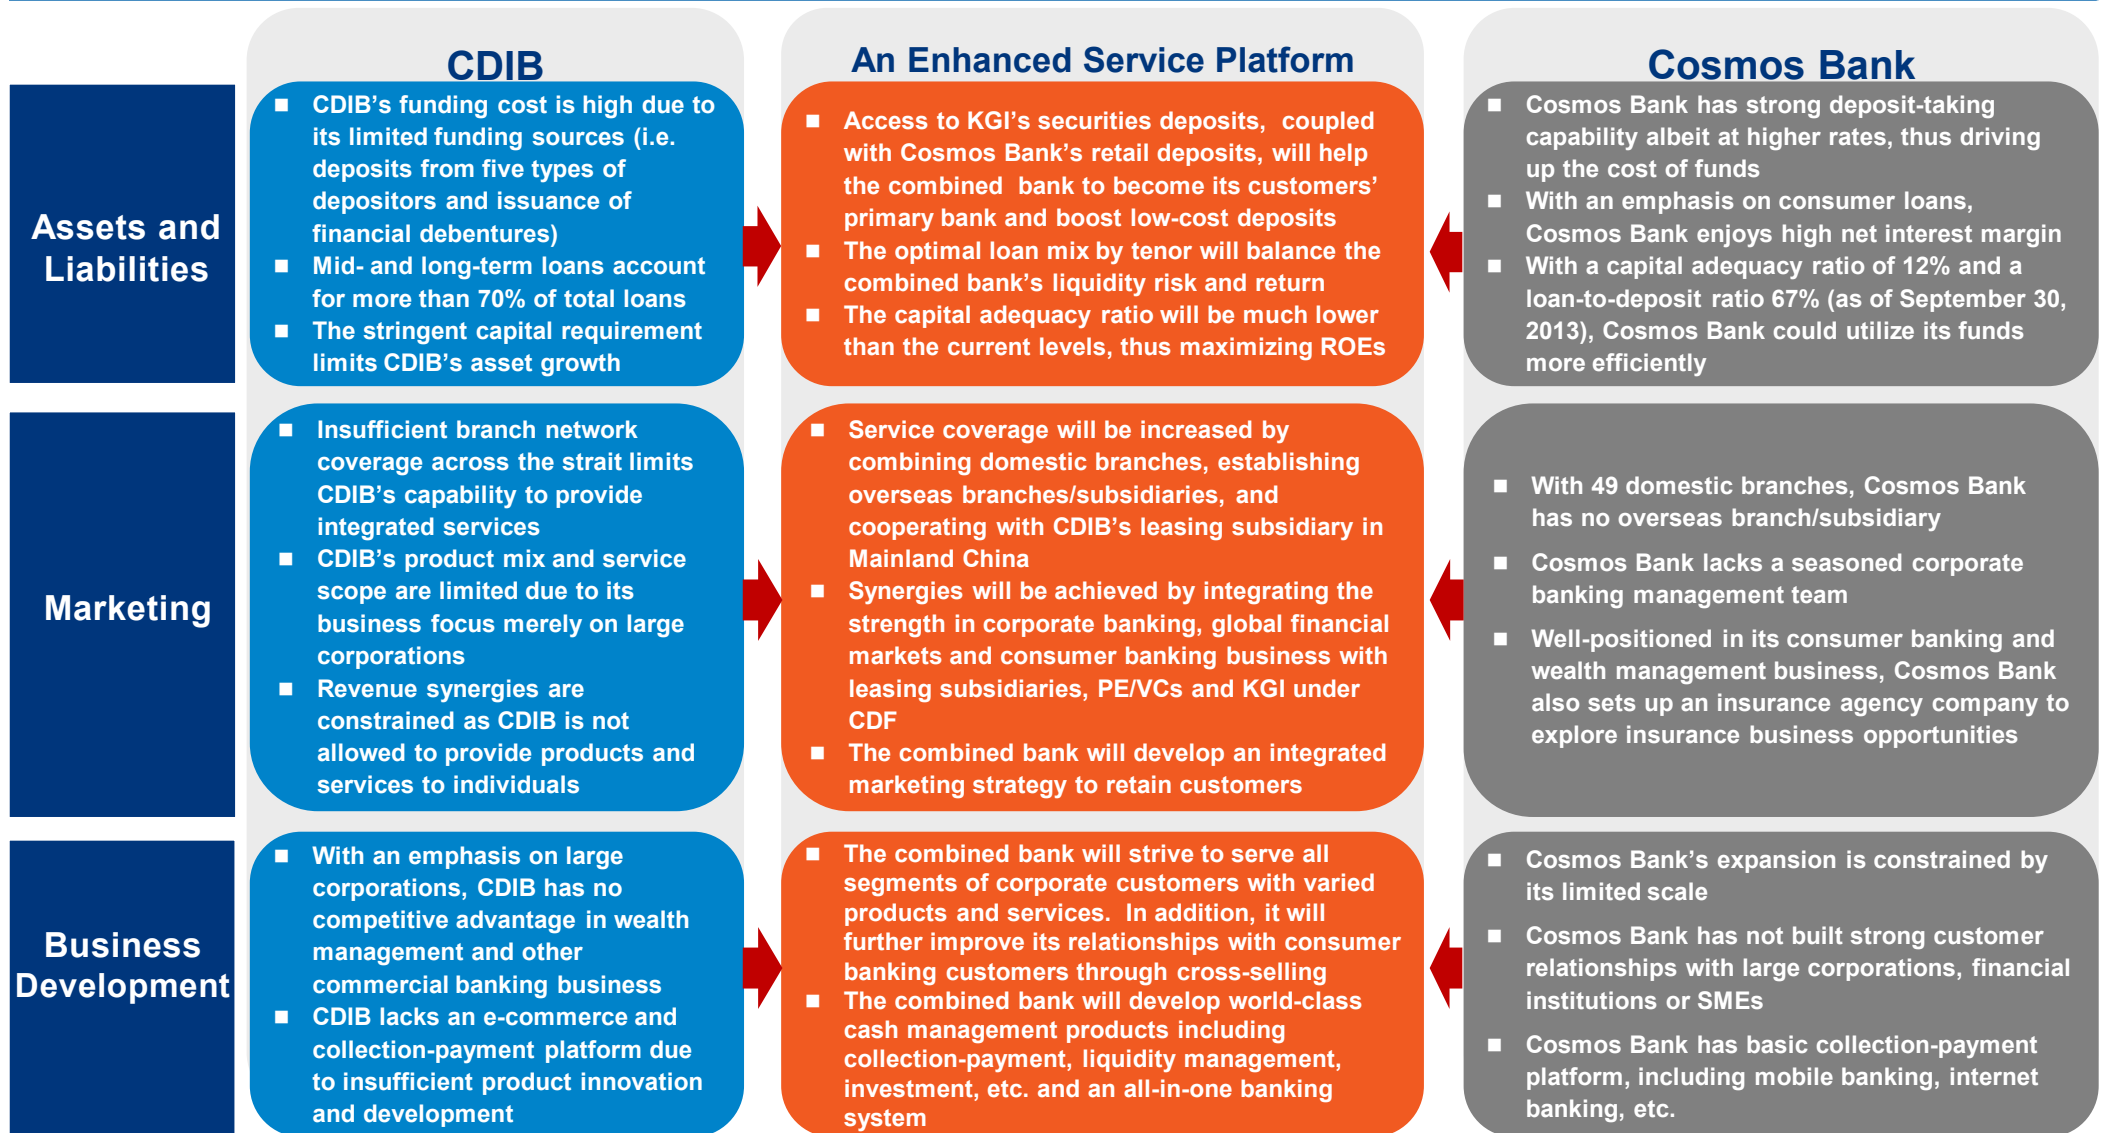 CDIB
An Enhanced Service Platform
Cosmos Bank
Assets and
Liabilities
■ CDIB's funding cost is high due to
its limited funding sources (i.e.
deposits from five types of
depositors and issuance of
financial debentures)
■ Mid- and long-term loans account
for more than 70% of total loans
■ The stringent capital requirement
limits CDIB's asset growth
■ Access to KGI's securities deposits, coupled
with Cosmos Bank's retail deposits, will help
the combined bank to become its customers'
primary bank and boost low-cost deposits
■ The optimal loan mix by tenor will balance the
combined bank's liquidity risk and return
■ The capital adequacy ratio will be much lower
than the current levels, thus maximizing ROEs
■ Cosmos Bank has strong deposit-taking
capability albeit at higher rates, thus driving
up the cost of funds
■ With an emphasis on consumer loans,
Cosmos Bank enjoys high net interest margin
■ With a capital adequacy ratio of 12% and a
loan-to-deposit ratio 67% (as of September 30,
2013), Cosmos Bank could utilize its funds
more efficiently
Marketing
■ Insufficient branch network
coverage across the strait limits
CDIB's capability to provide
integrated services
■ CDIB's product mix and service
scope are limited due to its
business focus merely on large
corporations
■ Revenue synergies are
constrained as CDIB is not
allowed to provide products and
services to individuals
■ Service coverage will be increased by
combining domestic branches, establishing
overseas branches/subsidiaries, and
cooperating with CDIB's leasing subsidiary in
Mainland China
■ Synergies will be achieved by integrating the
strength in corporate banking, global financial
markets and consumer banking business with
leasing subsidiaries, PE/VCs and KGI under
CDF
■ The combined bank will develop an integrated
marketing strategy to retain customers
■ With 49 domestic branches, Cosmos Bank
has no overseas branch/subsidiary
■ Cosmos Bank lacks a seasoned corporate
banking management team
■ Well-positioned in its consumer banking and
wealth management business, Cosmos Bank
also sets up an insurance agency company to
explore insurance business opportunities
Business
Development
■ With an emphasis on large
corporations, CDIB has no
competitive advantage in wealth
management and other
commercial banking business
■ CDIB lacks an e-commerce and
collection-payment platform due
to insufficient product innovation
and development
■ The combined bank will strive to serve all
segments of corporate customers with varied
products and services. In addition, it will
further improve its relationships with consumer
banking customers through cross-selling
■ The combined bank will develop world-class
cash management products including
collection-payment, liquidity management,
investment, etc. and an all-in-one banking
system
■ Cosmos Bank's expansion is constrained by
its limited scale
■ Cosmos Bank has not built strong customer
relationships with large corporations, financial
institutions or SMEs
■ Cosmos Bank has basic collection-payment
platform, including mobile banking, internet
banking, etc.